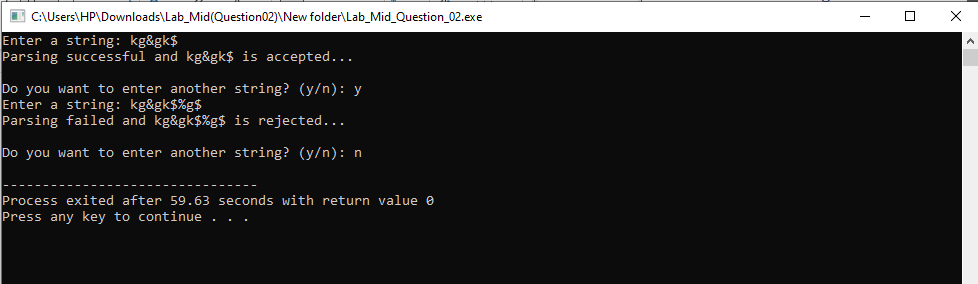 C:\Users\HP\Downloads\Lab_Mid(Question02)\New folder\Lab_Mid_Question_02.exe
Enter a string: kg&gk$
Parsing successful and kg&gk$ is accepted...
Do you want to enter another string? (y/n): y
Enter a string: kg&gk$%g$
Parsing failed and kg&gk$%g$ is rejected...
Do you want to enter another string? (y/n): n
--------------------------------
Process exited after 59.63 seconds with return value 0
Press any key to continue . . .